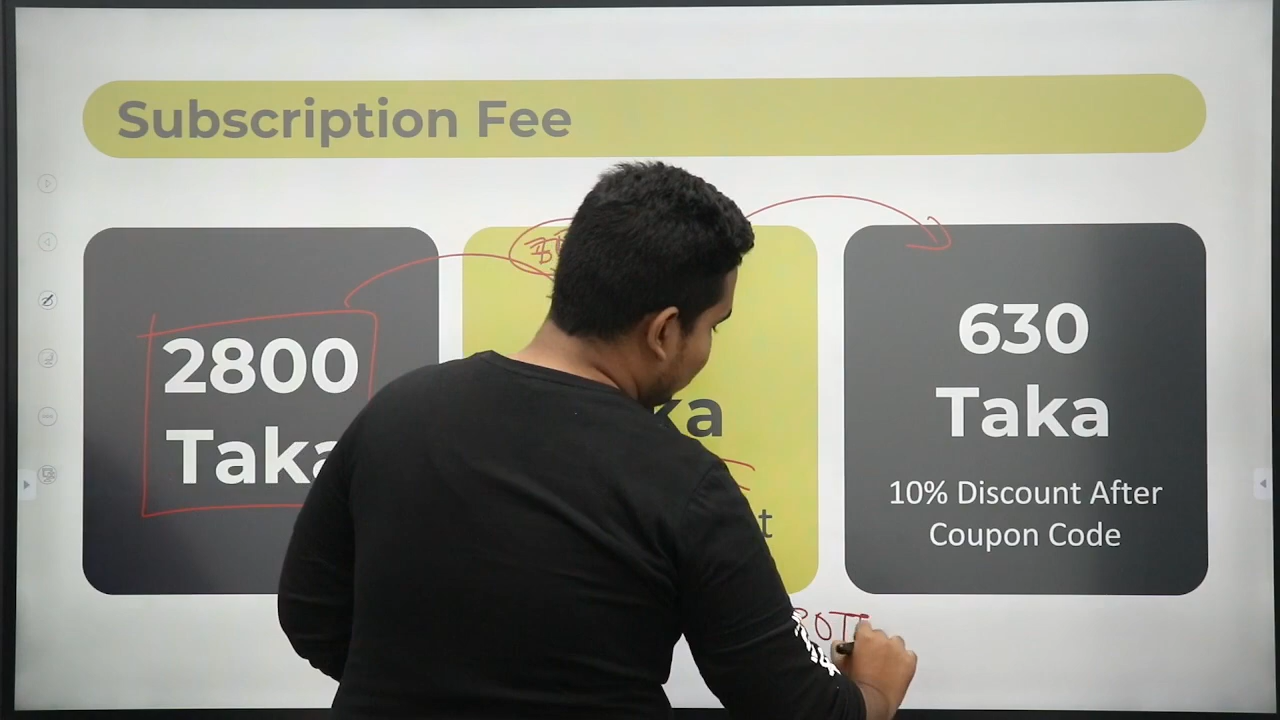 Subscription Fee
2800
Taka
630
Taka
10% Discount After
Coupon Code